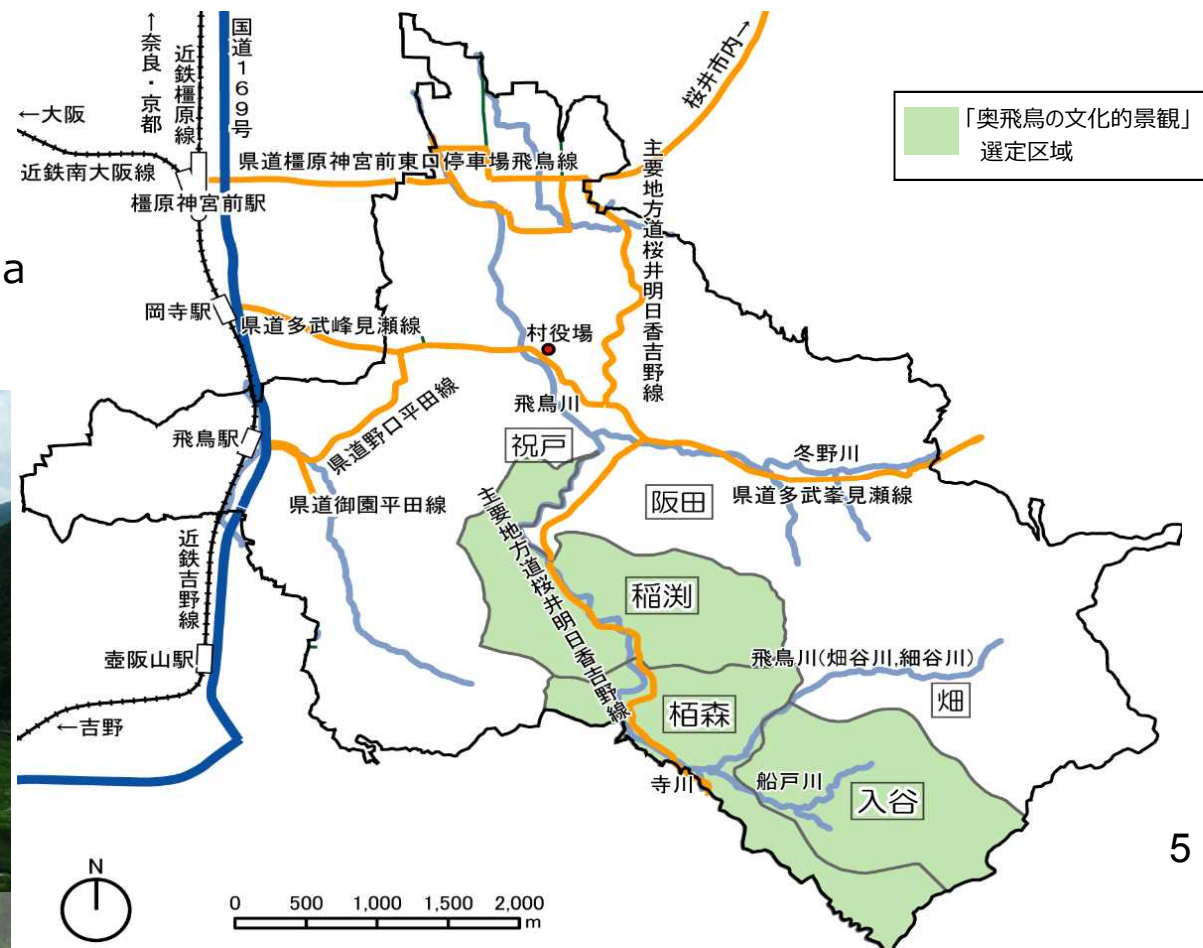 ←奈良・京都
近鉄橿原線
国道169号
桜井市内→
←大阪
近鉄南大阪線
橿原神宮前駅
県道橿原神宮前東口停車場飛鳥線
主要地方道桜井明日香吉野線
「奥飛鳥の文化的景観」
選定区域
a
岡寺駅
県道多武峰見瀬線
村役場
飛鳥川
飛鳥駅
県道野口平田線
祝戸
冬野川
県道御園平田線
阪田
県道多武峯見瀬線
主要地方道桜井明日香吉野線
近鉄吉野線
稲渕
壺阪山駅
飛鳥川(畑谷川,細谷川)
畑
←吉野
栢森
寺川
船戸川
入谷
5
N
0 500 1,000 1,500 2,000
m